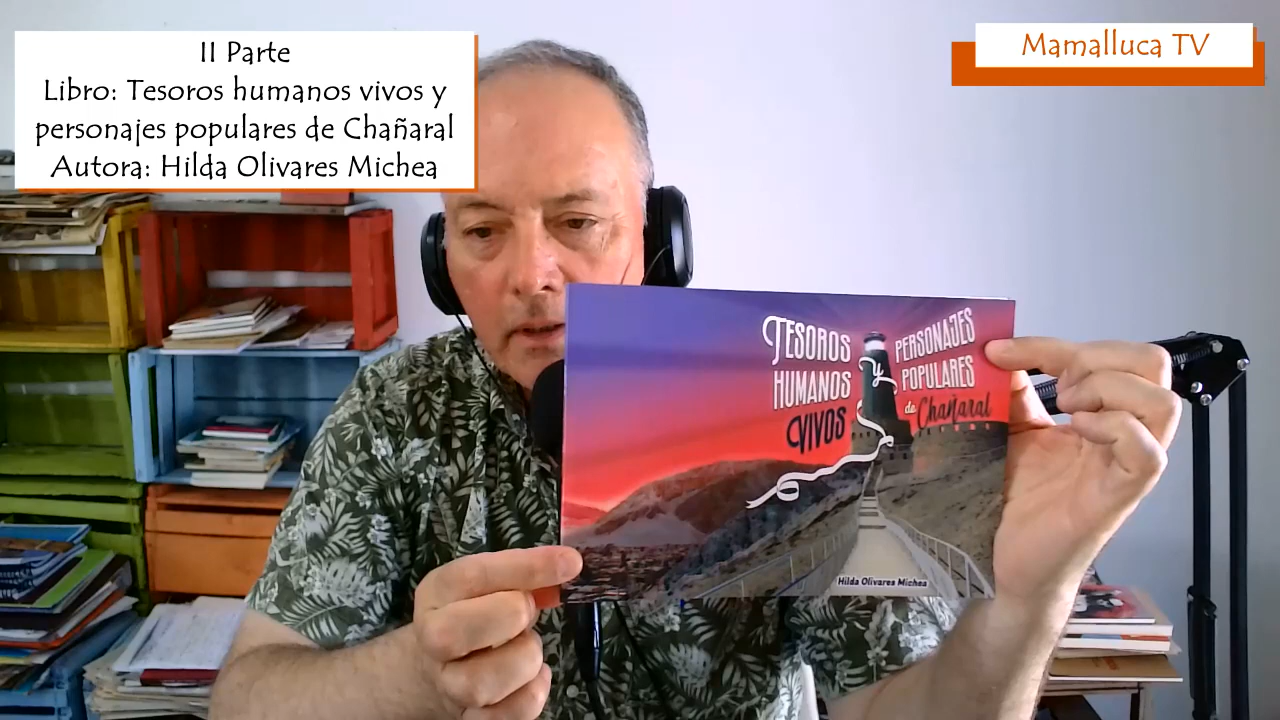 II Parte
Libro: Tesoros humanos vivos y
personajes populares de Chañaral
Autora: Hilda Olivares Michea
Mamalluca TV
TESOROS
HUMANOS
VIVOS
y
PERSONAJES
POPULARES
de Chañaral
Hilda Olivares Michea